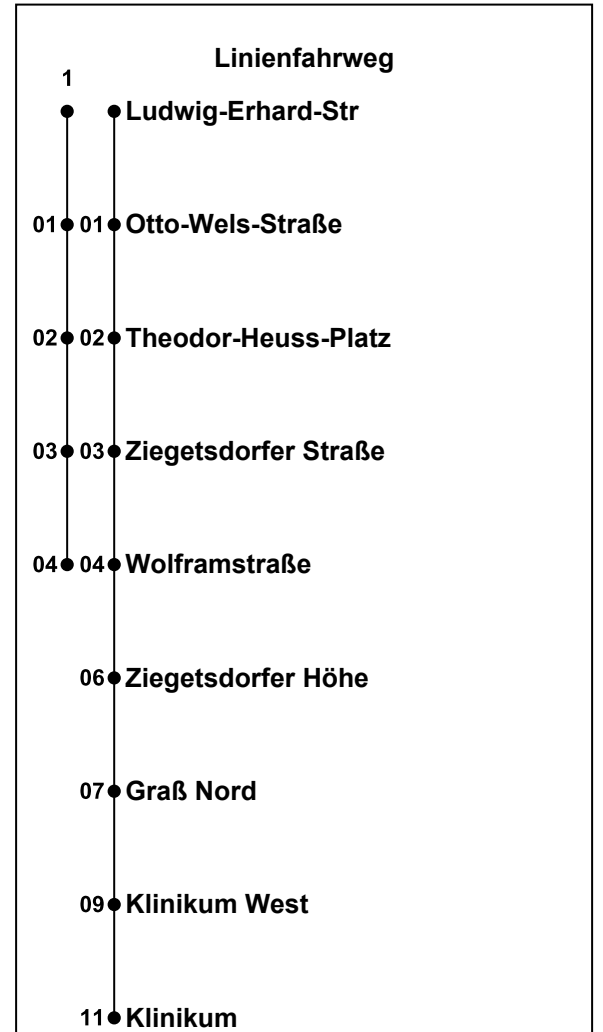 Linienfahrweg
1
Ludwig-Erhard-Str
01 01 Otto-Wels-Straße
02 02 Theodor-Heuss-Platz
03 03 Ziegetsdorfer Straße
04 04 Wolframstraße
06 Ziegetsdorfer Höhe
07 Graß Nord
09 Klinikum West
11 Klinikum